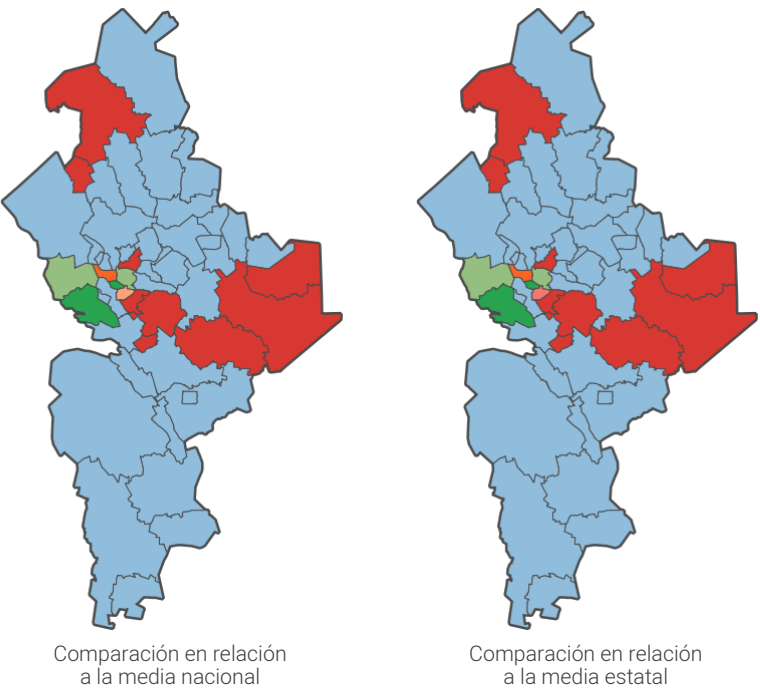 Comparación en relación
a la media nacional
Comparación en relación
a la media estatal